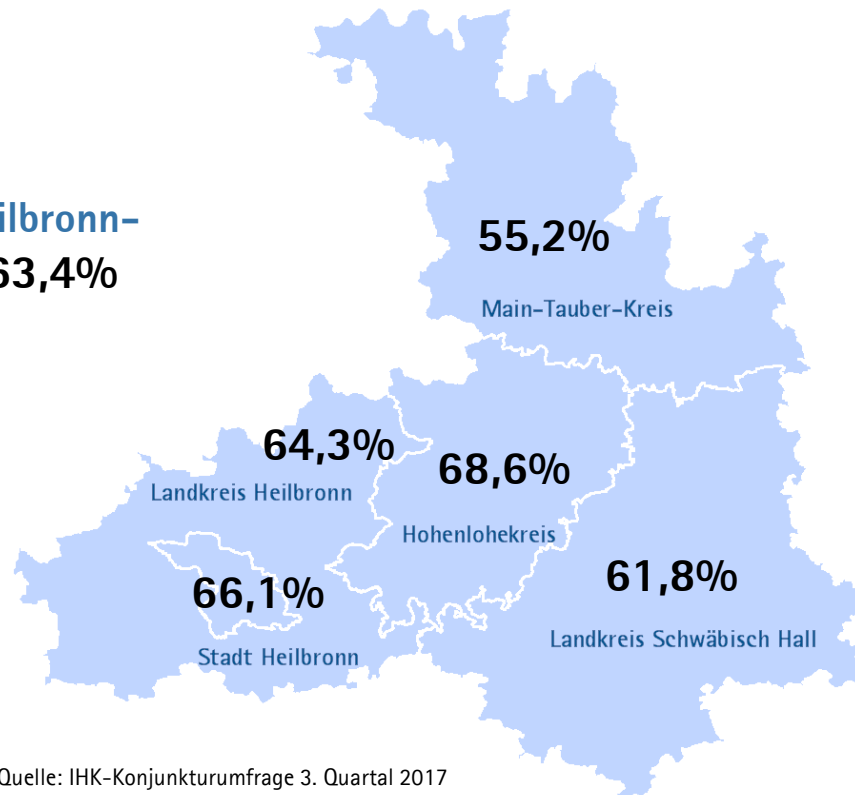 ilbronn-
63,4%
55,2%
Main-Tauber-Kreis
64,3%
Landkreis Heilbronn
68,6%
Hohenlohekreis
66,1%
Stadt Heilbronn
61,8%
Landkreis Schwäbisch Hall
Quelle: IHK-Konjunkturumfrage 3. Quartal 2017